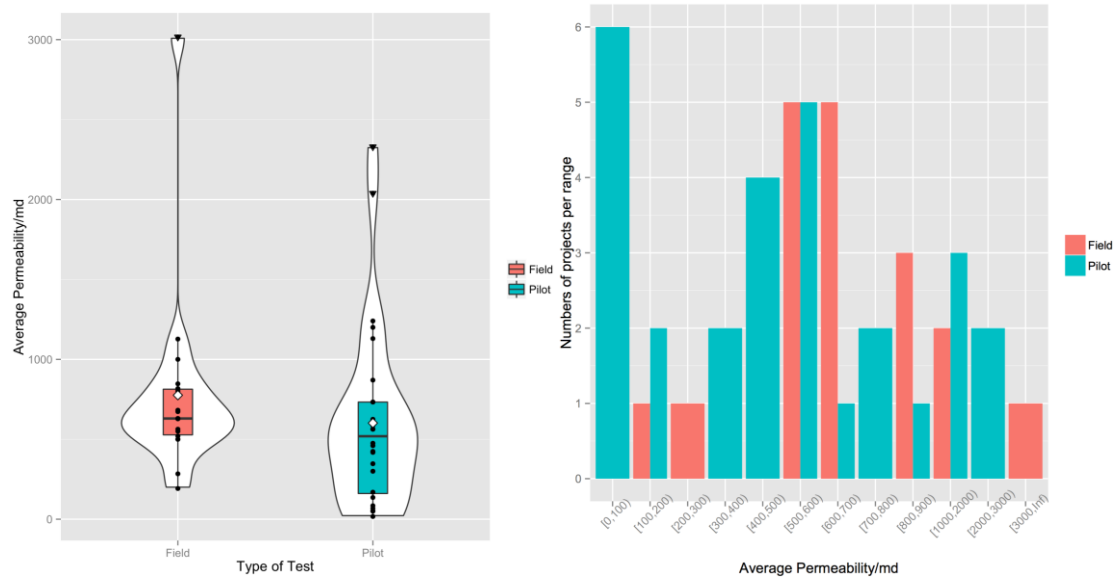 3000
2000
1000
0
Average Permeability/md
Field
Pilot
Type of Test
Field
Pilot
6
5
4
3
2
1
0
Numbers of projects per range
[0,100)
[100,200)
[200,300)
[300,400)
[400,500)
[500,600)
[600,700)
[700,800)
[800,900)
[1000,2000)
[2000,3000)
[3000,Inf)
Average Permeability/md
Field
Pilot